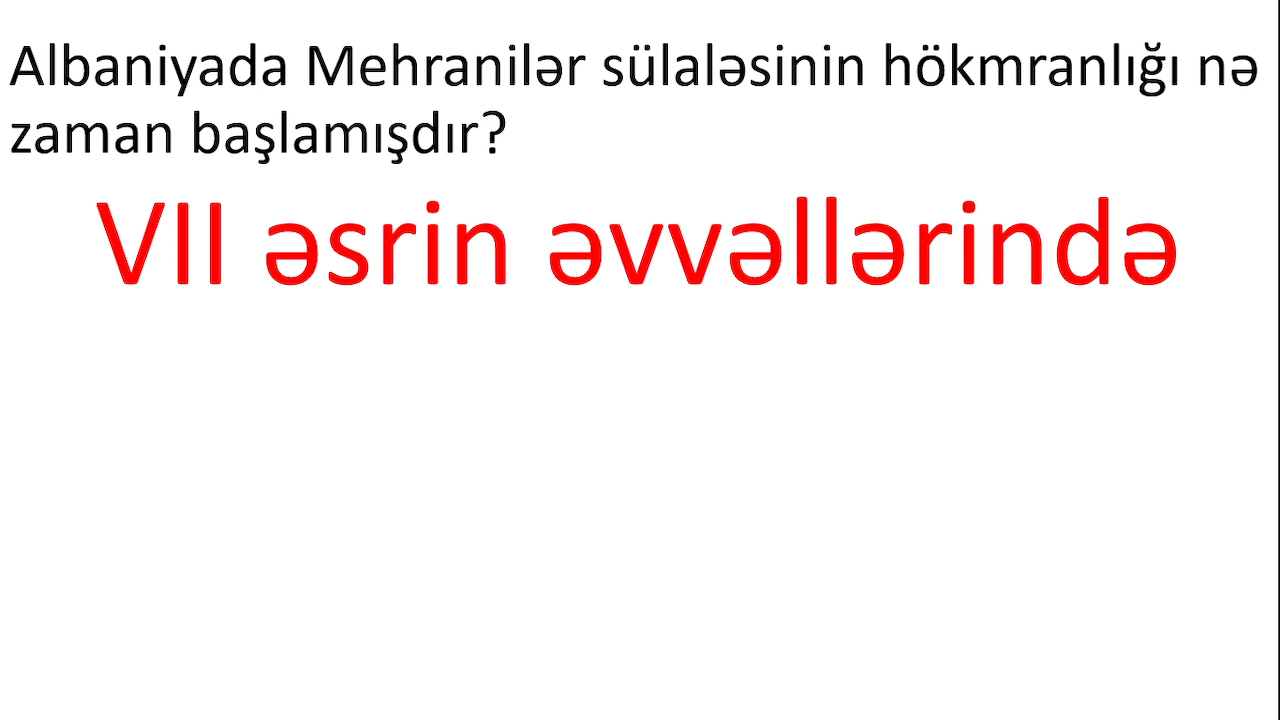 Albaniyada Mehranilər sülaləsinin hökmranlığı nə
zaman başlamışdır?
VII əsrin əvvəllərində